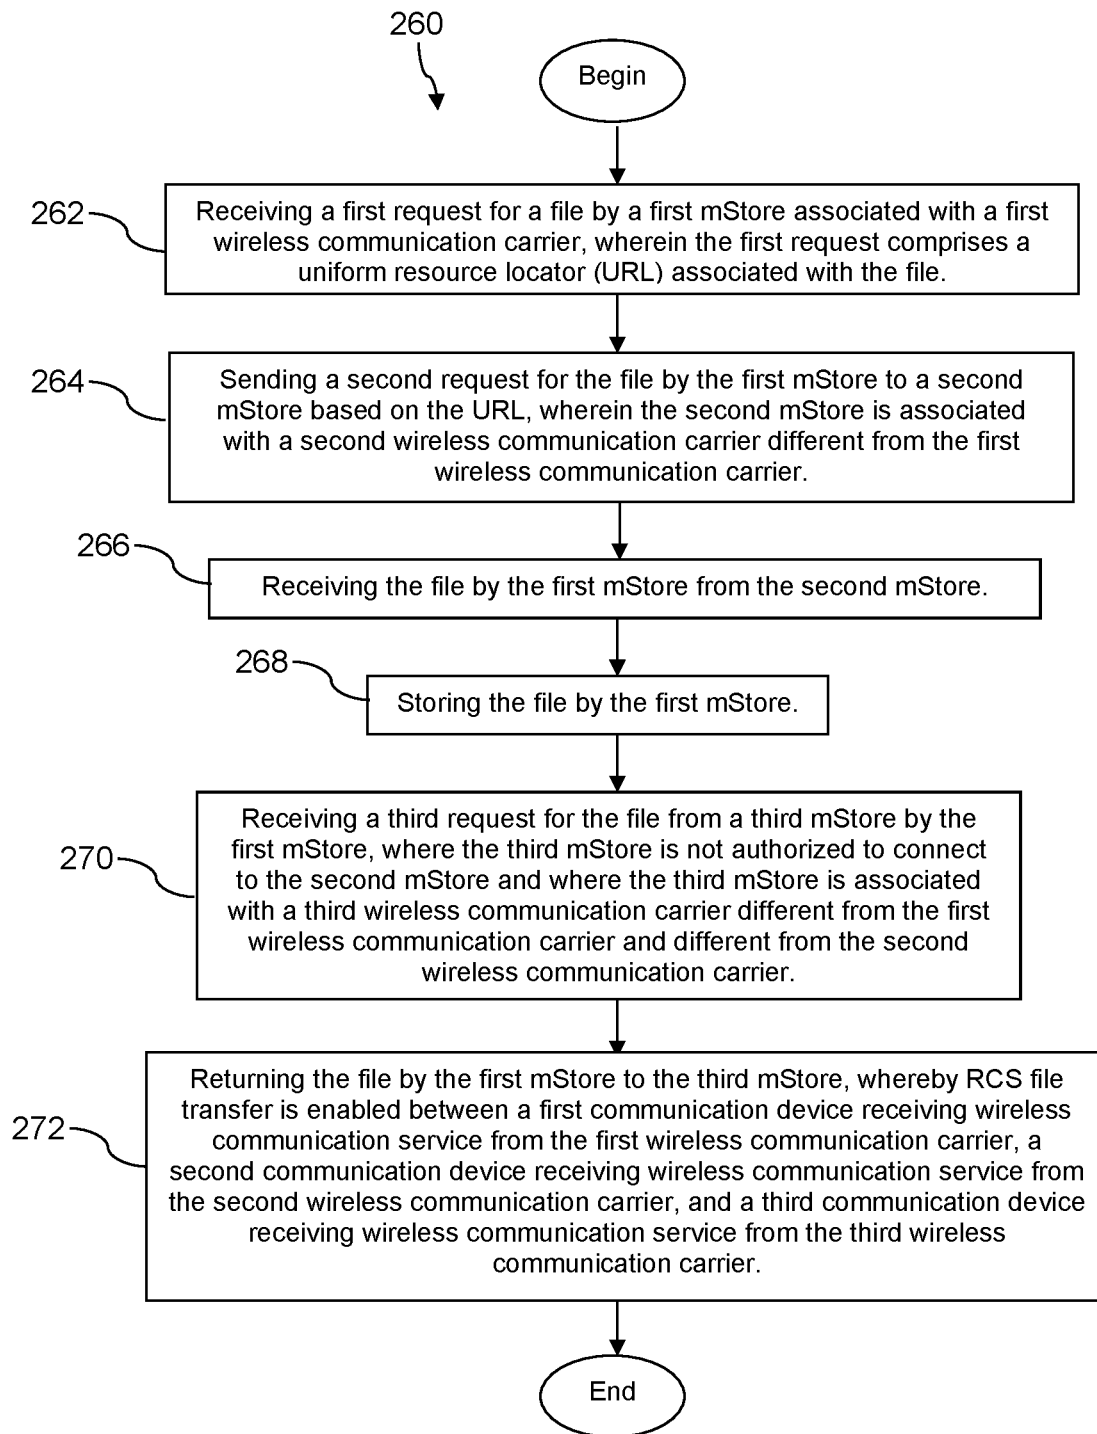 260
Begin
262
Receiving a first request for a file by a first mStore associated with a first
wireless communication carrier, wherein the first request comprises a
uniform resource locator (URL) associated with the file.
264
Sending a second request for the file by the first mStore to a second
mStore based on the URL, wherein the second mStore is associated
with a second wireless communication carrier different from the first
wireless communication carrier.
266
Receiving the file by the first mStore from the second mStore.
268
Storing the file by the first mStore.
270
Receiving a third request for the file from a third mStore by the
first mStore, where the third mStore is not authorized to connect
to the second mStore and where the third mStore is associated
with a third wireless communication carrier different from the first
wireless communication carrier and different from the second
wireless communication carrier.
272
Returning the file by the first mStore to the third mStore, whereby RCS file
transfer is enabled between a first communication device receiving wireless
communication service from the first wireless communication carrier, a
second communication device receiving wireless communication service from
the second wireless communication carrier, and a third communication device
receiving wireless communication service from the third wireless
communication carrier.
End